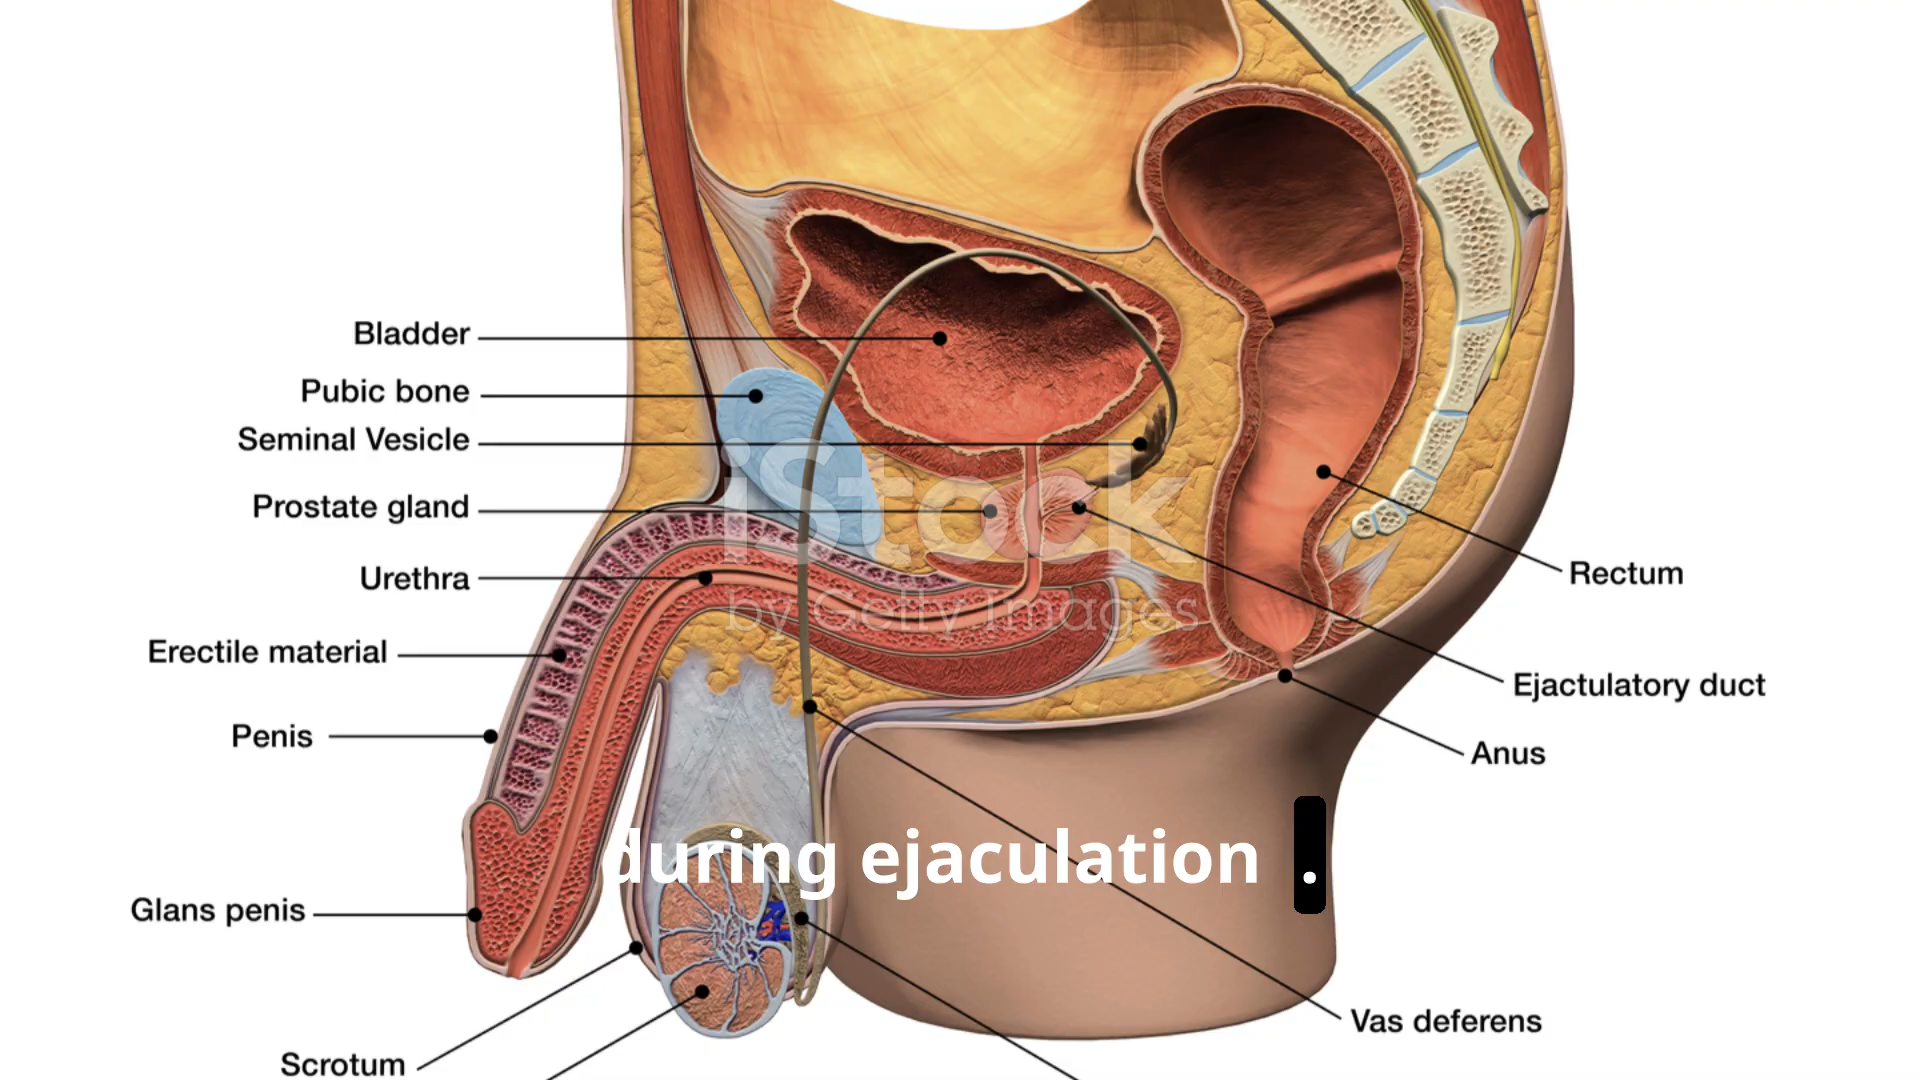 Bladder
Pubic bone
Seminal Vesicle
iStock
Prostate gland
Urethra
Rectum
by Getty Images
Erectile material
Ejactulatory duct
Penis
Anus
during ejaculation .
Glans penis
Vas deferens
Scrotum